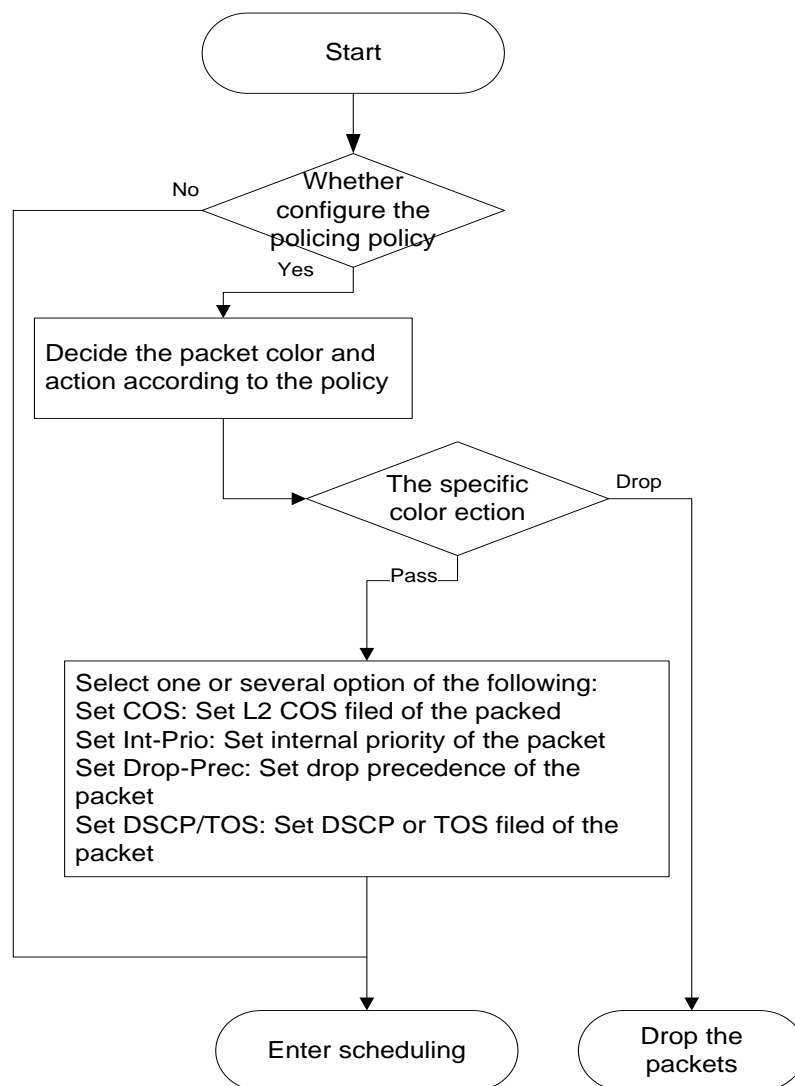 Start
No
Whether
configure the
policing policy
Yes
Decide the packet color and
action according to the policy
The specific
color ection
Drop
Pass
Select one or several option of the following:
Set COS: Set L2 COS filed of the packed
Set Int-Prio: Set internal priority of the packet
Set Drop-Prec: Set drop precedence of the
packet
Set DSCP/TOS: Set DSCP or TOS filed of the
packet
Enter scheduling
Drop the
packets